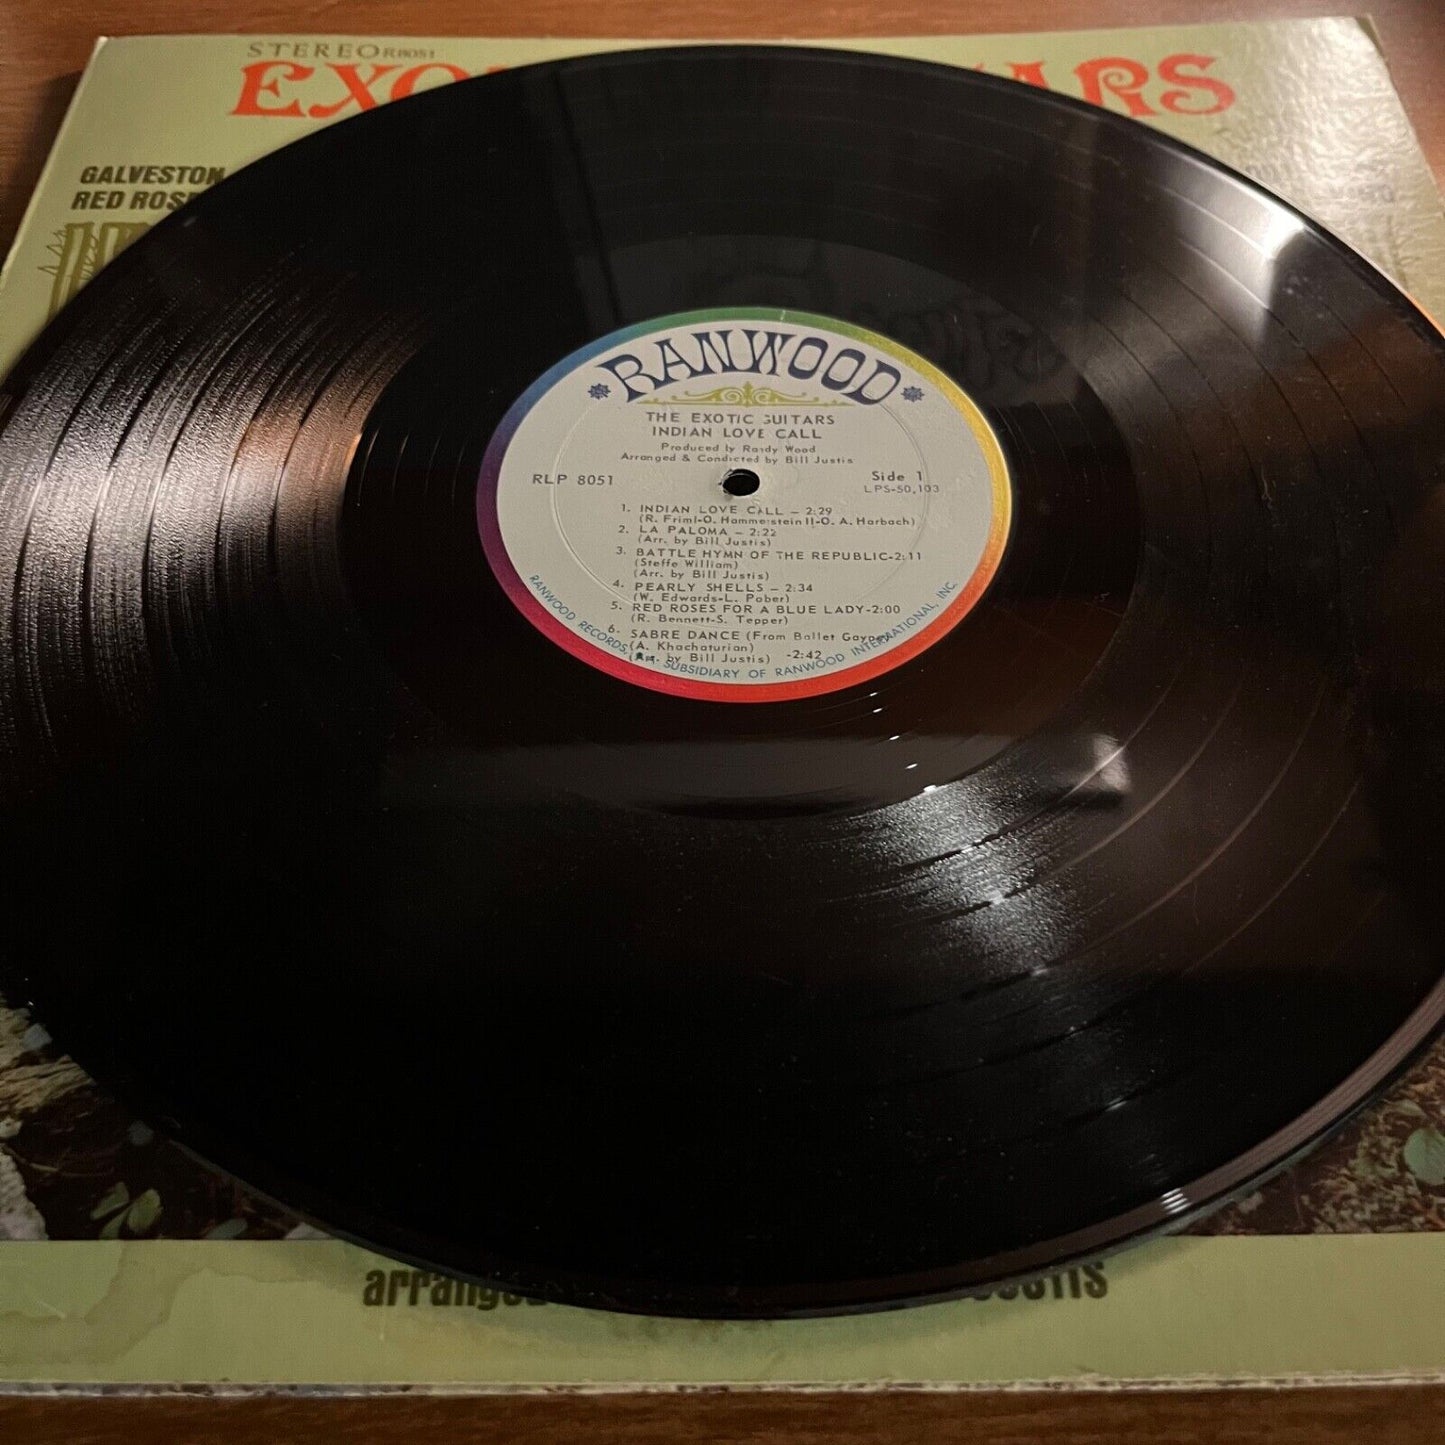 STEREO R8051
EXO ARS
GALVESTON
RED ROSE
RANWOOD
THE EXOTIC GUITARS
INDIAN LOVE CALL
Produced by Randy Wood
Arranged & Conducted by Bill Justis
RLP 8051
Side 1
LPS-50,103
1. INDIAN LOVE CALL – 2:29
(R. Friml-O. Hammerstein II-O. A. Harbach)
2. LA PALOMA – 2:22
(Arr. by Bill Justis)
3. BATTLE HYMN OF THE REPUBLIC-2:11
(Steffe William)
(Arr. by Bill Justis)
4. PEARLY SHELLS – 2:34
(W. Edwards-L. Pober)
5. RED ROSES FOR A BLUE LADY-2:00
(R. Bennett-S. Tepper)
6. SABRE DANCE (From Ballet Gayne)
(A. Khachaturian)
(Arr. by Bill Justis) -2:42
RANWOOD RECORDS, SUBSIDIARY OF RANWOOD INTERNATIONAL, INC.
arranged